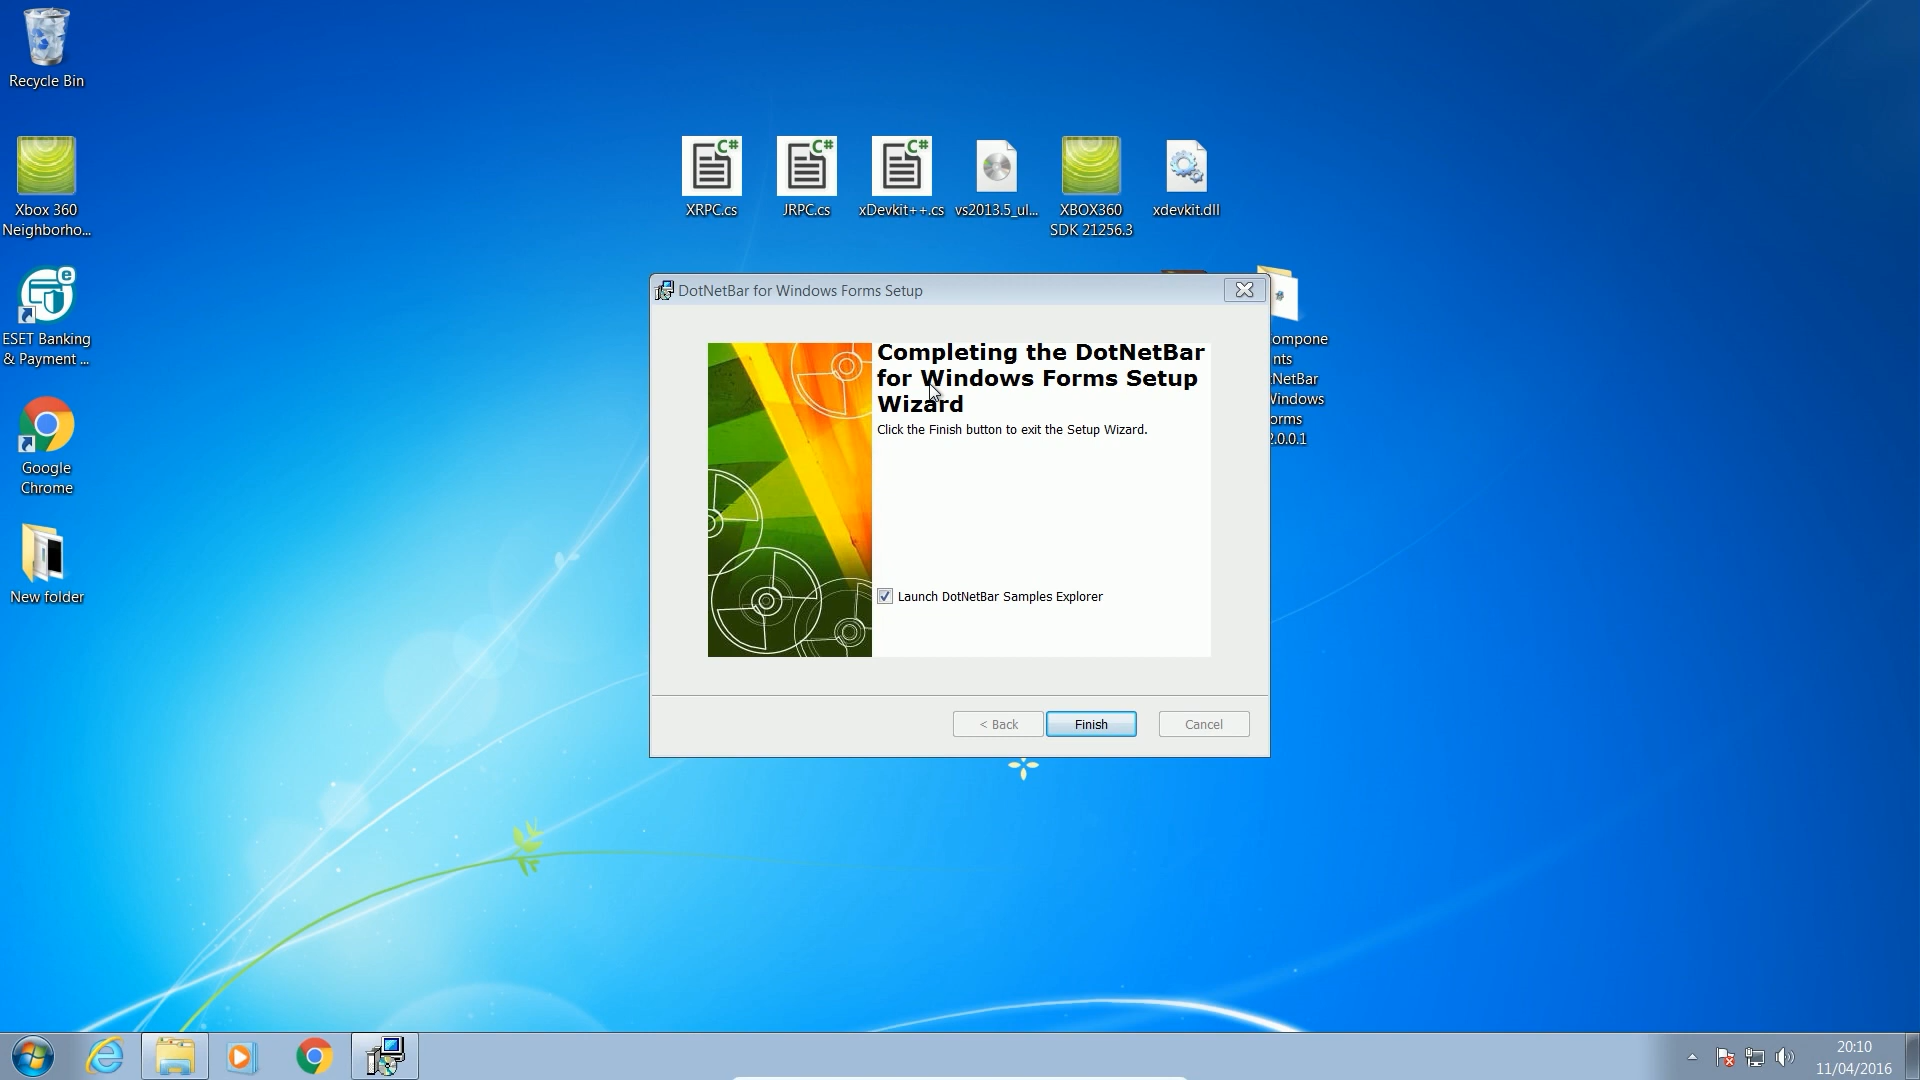 Recycle Bin
Xbox 360
Neighborho...
ESET Banking
& Payment ...
Google
Chrome
New folder
C#
XRPC.cs
C#
JRPC.cs
C#
xDevkit++.cs
vs2013.5_ul...
XBOX360
SDK 21256.3
xdevkit.dll
ompone
nts
tNetBar
Windows
orms
2.0.0.1
DotNetBar for Windows Forms Setup
Completing the DotNetBar
for Windows Forms Setup
Wizard
Click the Finish button to exit the Setup Wizard.
Launch DotNetBar Samples Explorer
< Back
Finish
Cancel
20:10
11/04/2016